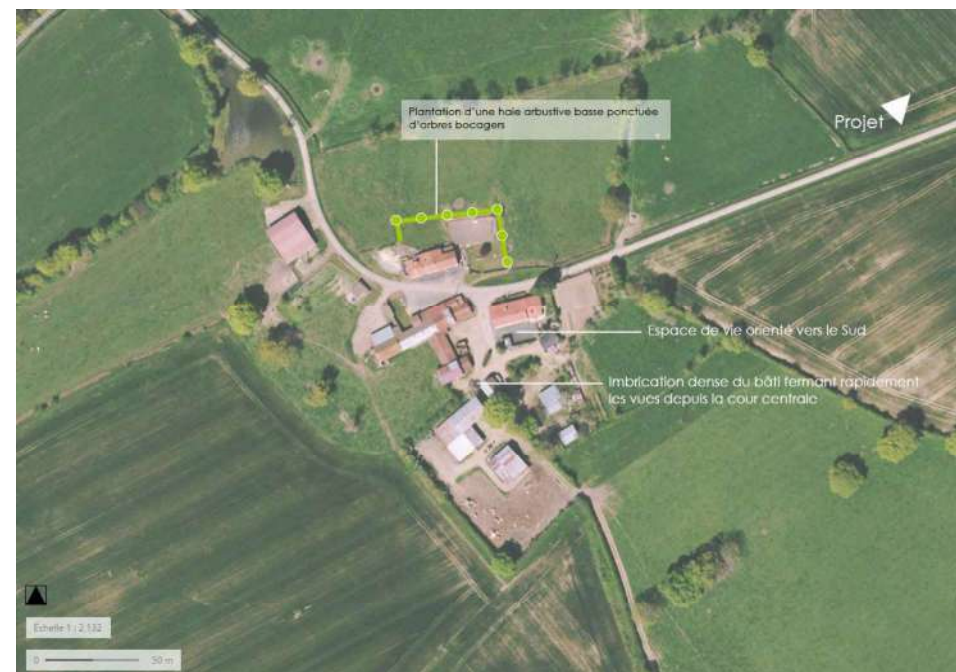 Plantation d'une haie arbustive basse ponctuée
d'arbres bocagers
Projet
Espace de vie orienté vers le Sud
Imbrication dense du bâti fermant rapidement
les vues depuis la cour centrale
Echelle 1 : 2,132
0 50 m